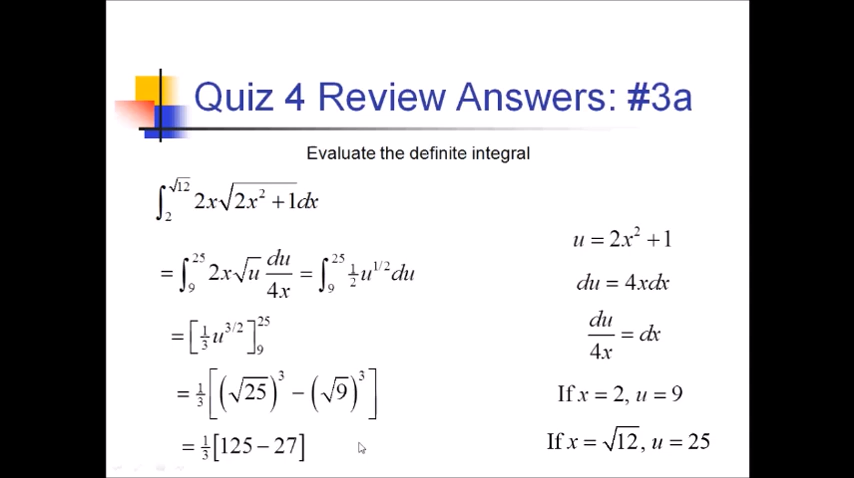 Quiz 4 Review Answers: #3a
Evaluate the definite integral
∫₂^√12 2x√(2x² + 1)dx
= ∫₉²⁵ 2x√u du/4x = ∫₉²⁵ ½u^1/2 du
= [⅓u^3/2]₉²⁵
= ⅓[(√25)³ − (√9)³]
= ⅓[125 − 27]
u = 2x² + 1
du = 4xdx
du/4x = dx
If x = 2, u = 9
If x = √12, u = 25